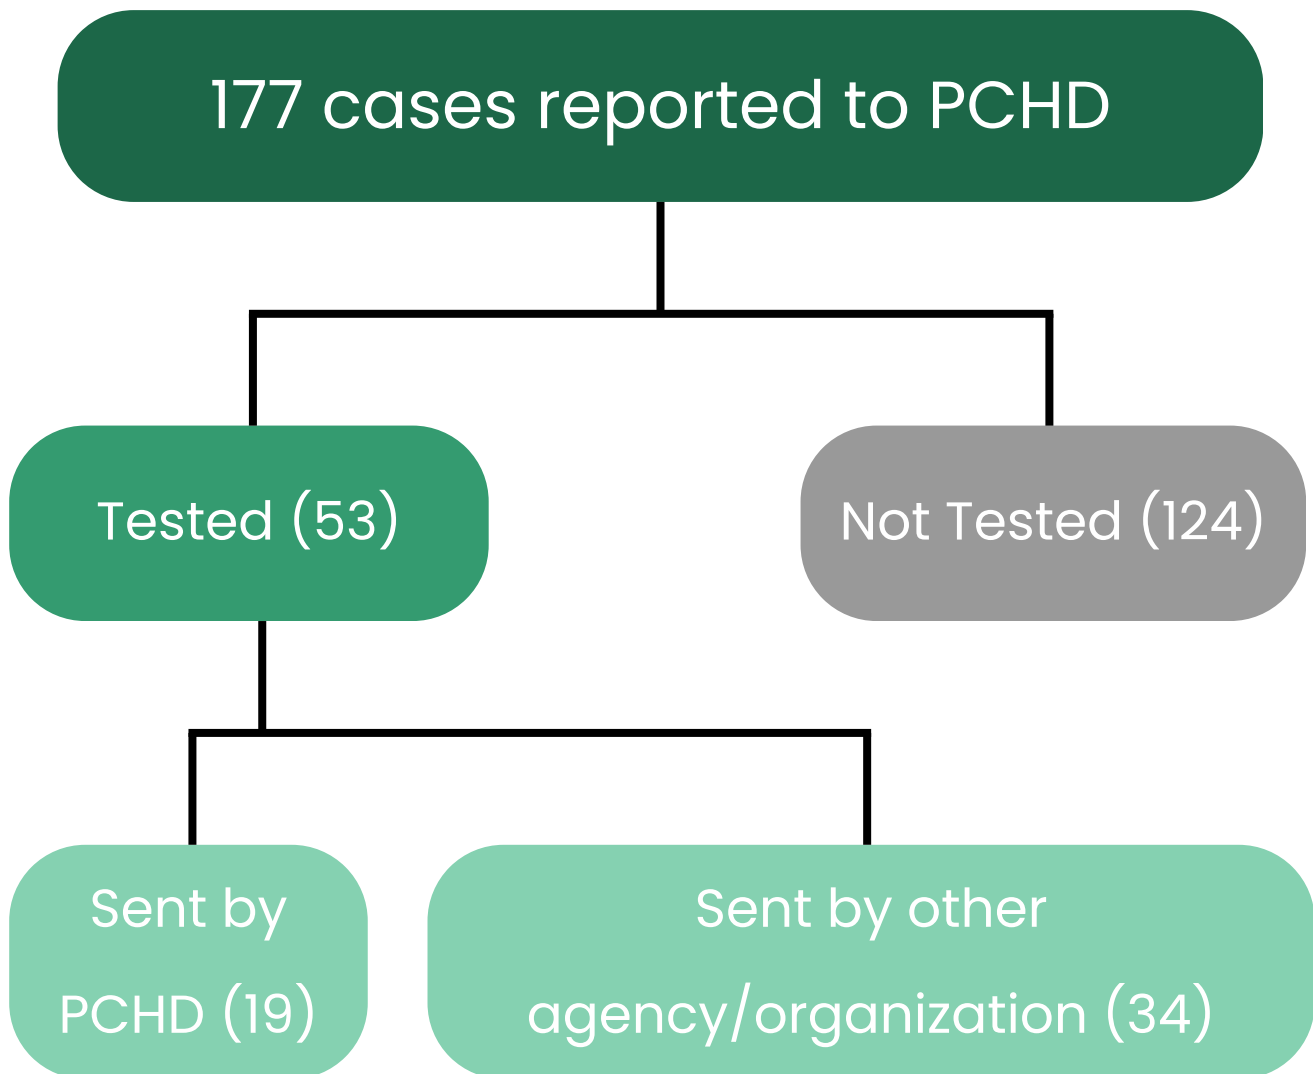 177 cases reported to PCHD
Tested (53)
Not Tested (124)
Sent by
PCHD (19)
Sent by other
agency/organization (34)